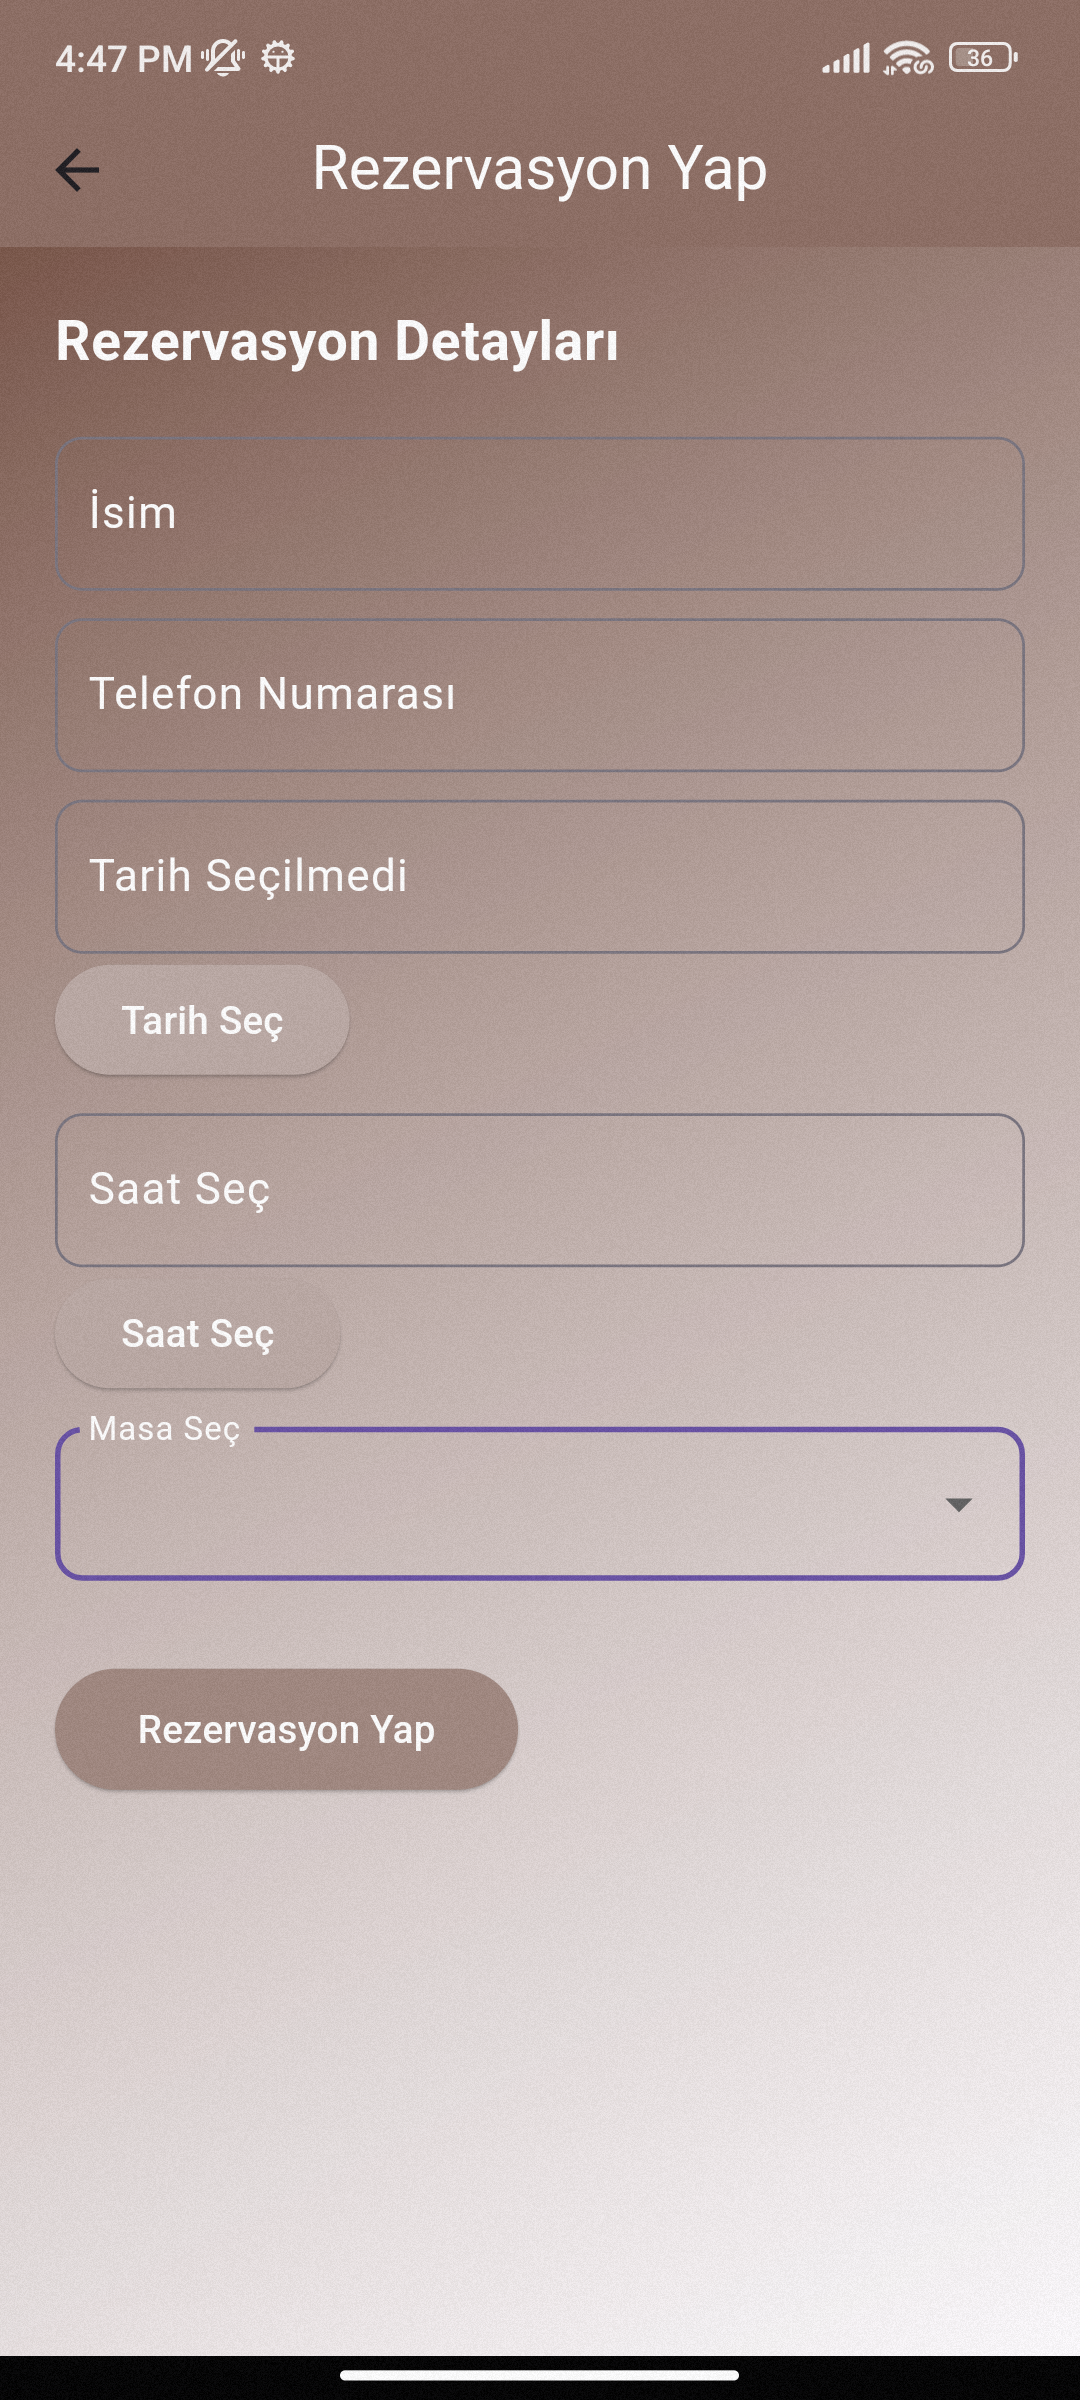 4:47 PM
36
Rezervasyon Yap
Rezervasyon Detayları
İsim
Telefon Numarası
Tarih Seçilmedi
Tarih Seç
Saat Seç
Saat Seç
Masa Seç
Rezervasyon Yap